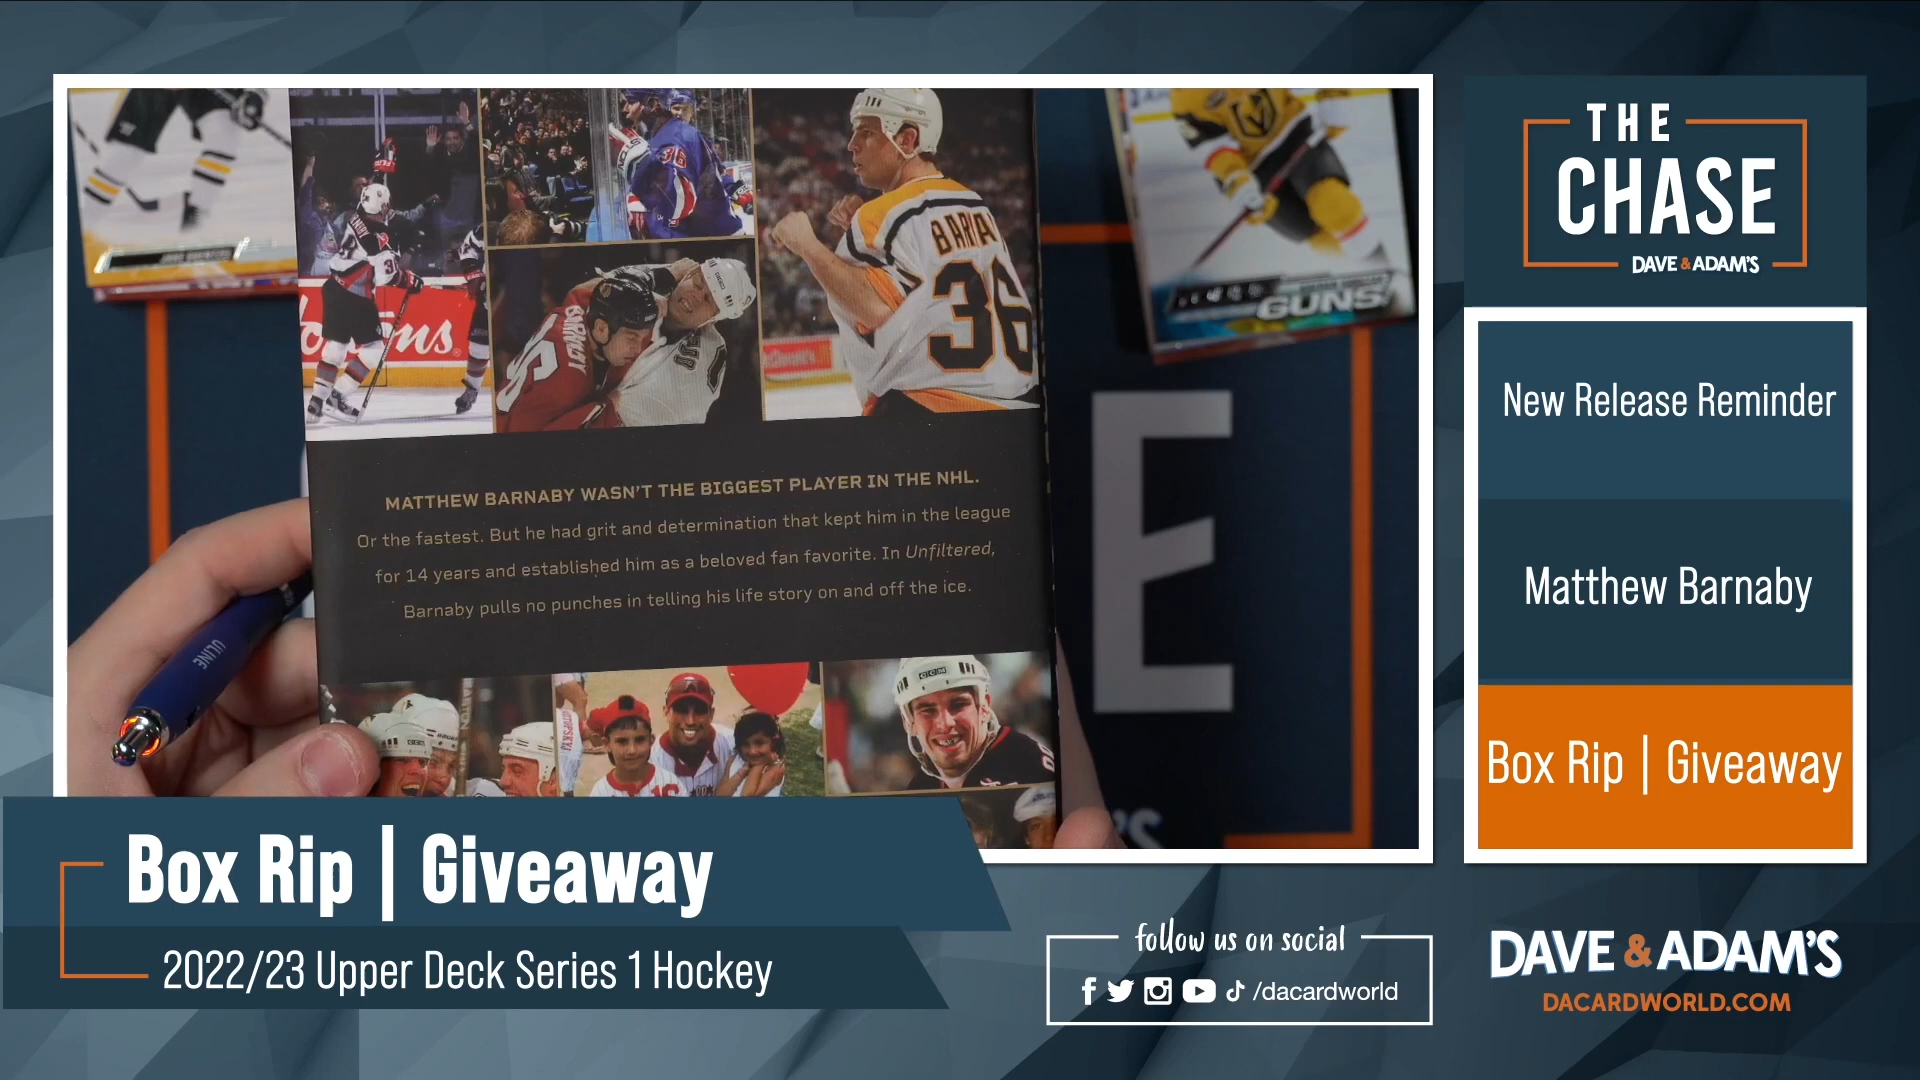 THE
CHASE
DAVE & ADAM'S
New Release Reminder
Matthew Barnaby
Box Rip | Giveaway
36
BARNABY
36
GUNS
E
MATTHEW BARNABY WASN'T THE BIGGEST PLAYER IN THE NHL.
Or the fastest. But he had grit and determination that kept him in the league
for 14 years and established him as a beloved fan favorite. In Unfiltered,
Barnaby pulls no punches in telling his life story on and off the ice.
ULINE
CCM
'S
Box Rip | Giveaway
2022/23 Upper Deck Series 1 Hockey
follow us on social
/dacardworld
DAVE & ADAM'S
DACARDWORLD.COM